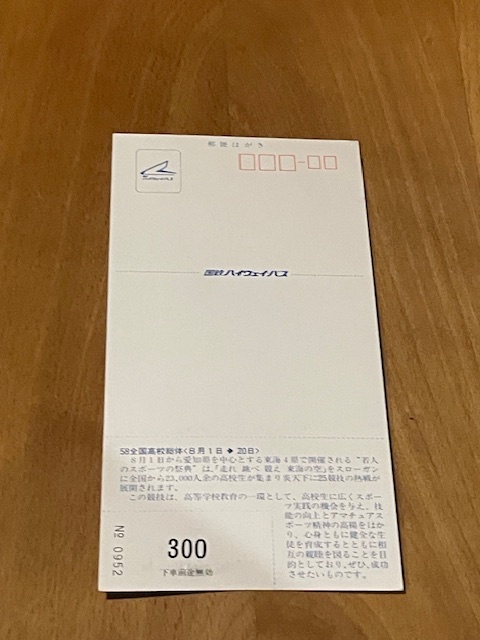 郵便はがき
国鉄ハイウェイバス
58全国高校総体〈8月1日➔20日〉
8月1日から愛知県を中心とする東海4県で開催される“若人
のスポーツの祭典”は、「走れ 跳べ 競え 東海の空」をスローガン
に全国から23,000人余の高校生が集まり炎天下に25競技の熱戦が
展開されます。
この競技は、高等学校教育の一環として、高校生に広くスポー
ツ実践の機会を与え、技
能の向上とアマチュアス
ポーツ精神の高揚をはか
り、心身ともに健全な生
徒を育成するとともに相
互の親睦を図ることを目
的としており、ぜひ、成功
させたいものです。
№ 0952
300
下車前途無効